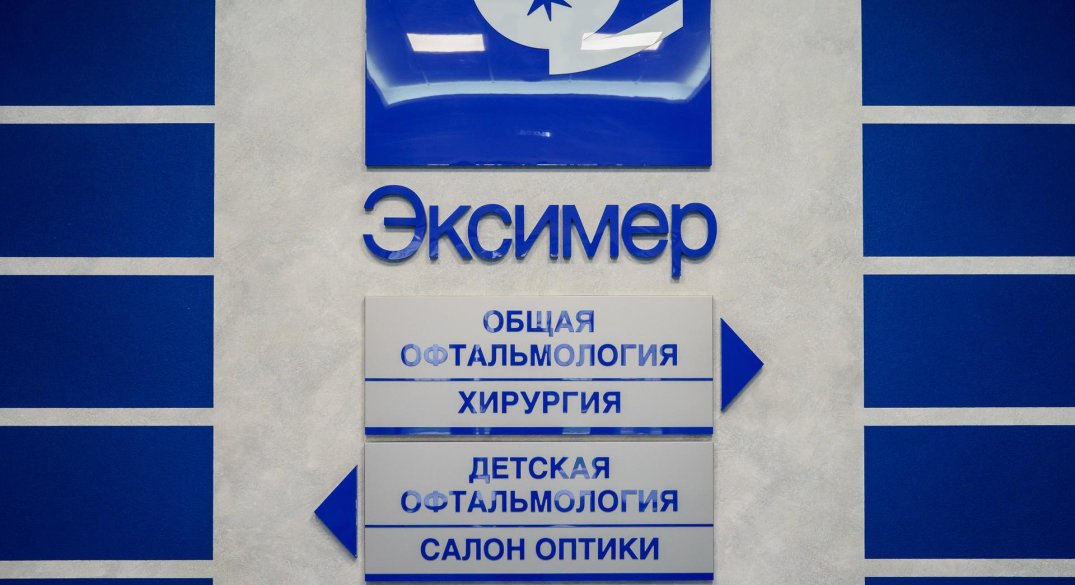 Эксимер
ОБЩАЯ
ОФТАЛЬМОЛОГИЯ
ХИРУРГИЯ
ДЕТСКАЯ
ОФТАЛЬМОЛОГИЯ
САЛОН ОПТИКИ